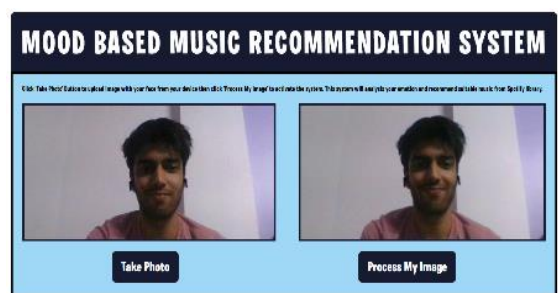 MOOD BASED MUSIC RECOMMENDATION SYSTEM
Click 'Take Photo' Button to upload image with your face from your device then click 'Process My Image' to activate the system. This system will analysis your emotion and recommend suitable music from Spotify library.
Take Photo
Process My Image